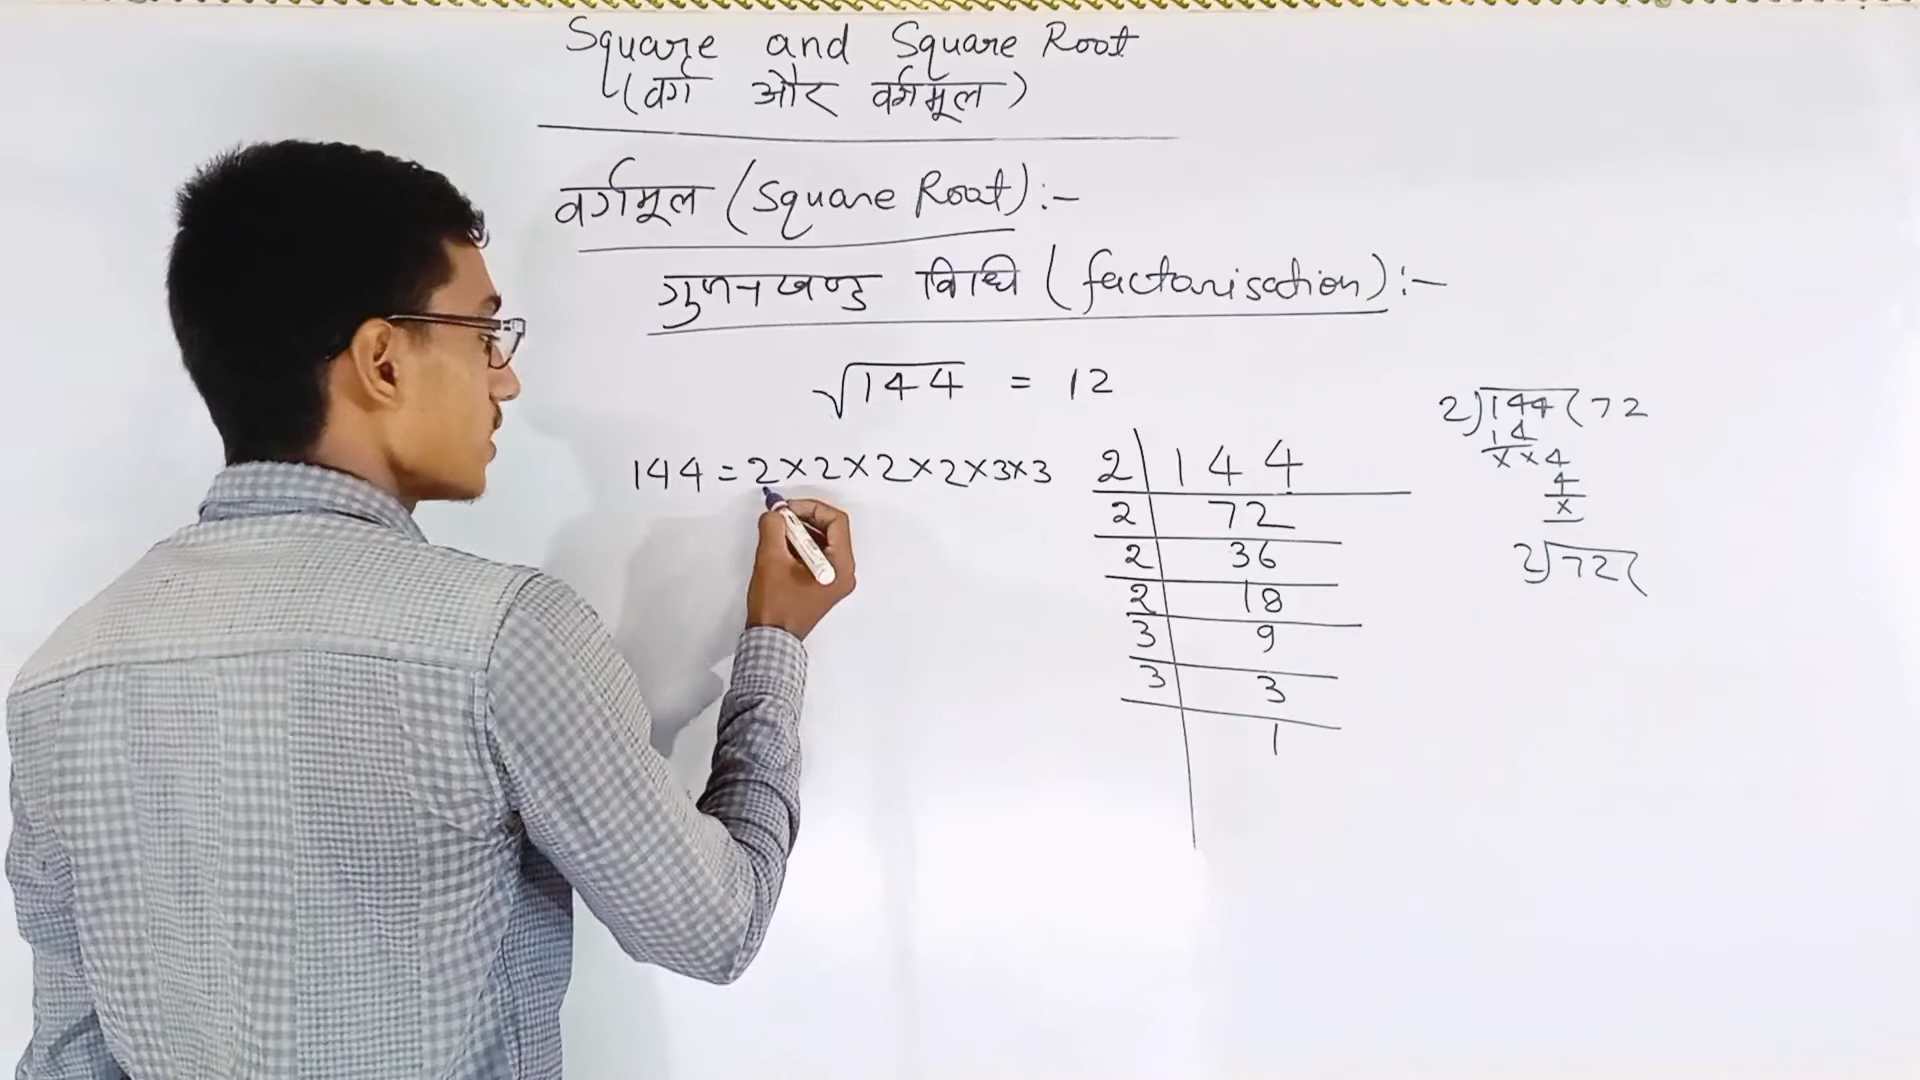 Square and Square Root
(वर्ग और वर्गमूल)
वर्गमूल (Square Root):-
गुणनखण्ड विधि (factorisation):-
√144 = 12
144 = 2×2×2×2×3×3
2 | 144
2 | 72
2 | 36
2 | 18
3 | 9
3 | 3
1
2)144(72
14
××4
4
×
2)72(